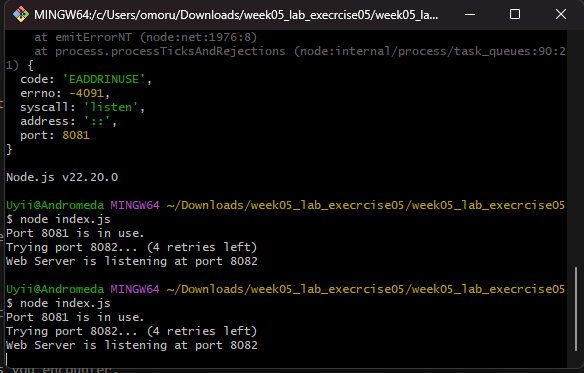 MINGW64:/c/Users/omoru/Downloads/week05_lab_execrcise05/week05_la...
at emitErrorNT (node:net:1976:8)
at process.processTicksAndRejections (node:internal/process/task_queues:90:2
1) {
code: 'EADDRINUSE',
errno: -4091,
syscall: 'listen',
address: '::',
port: 8081
}
Node.js v22.20.0
Uyii@Andromeda MINGW64 ~/Downloads/week05_lab_execrcise05/week05_lab_execrcise05
$ node index.js
Port 8081 is in use.
Trying port 8082... (4 retries left)
Web Server is listening at port 8082
Uyii@Andromeda MINGW64 ~/Downloads/week05_lab_execrcise05/week05_lab_execrcise05
$ node index.js
Port 8081 is in use.
Trying port 8082... (4 retries left)
Web Server is listening at port 8082
you encounter.